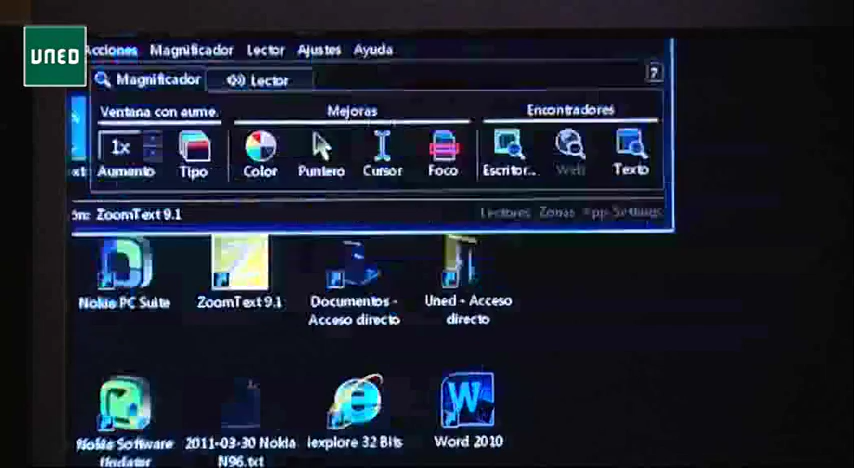 UNED
Acciones Magnificador Lector Ajustes Ayuda
Magnificador Lector ?
Ventana con aume. Mejoras Encontradores
1x
Aumento Tipo Color Puntero Cursor Foco Escritor... Web Texto
ón: ZoomText 9.1 Lectores Zonas App Settings
Nokia PC Suite
ZoomText 9.1
Documentos -
Acceso directo
Uned - Acceso
directo
Nokia Software
Updater
2011-03-30 Nokia
N96.txt
Iexplore 32 Bits
W
Word 2010